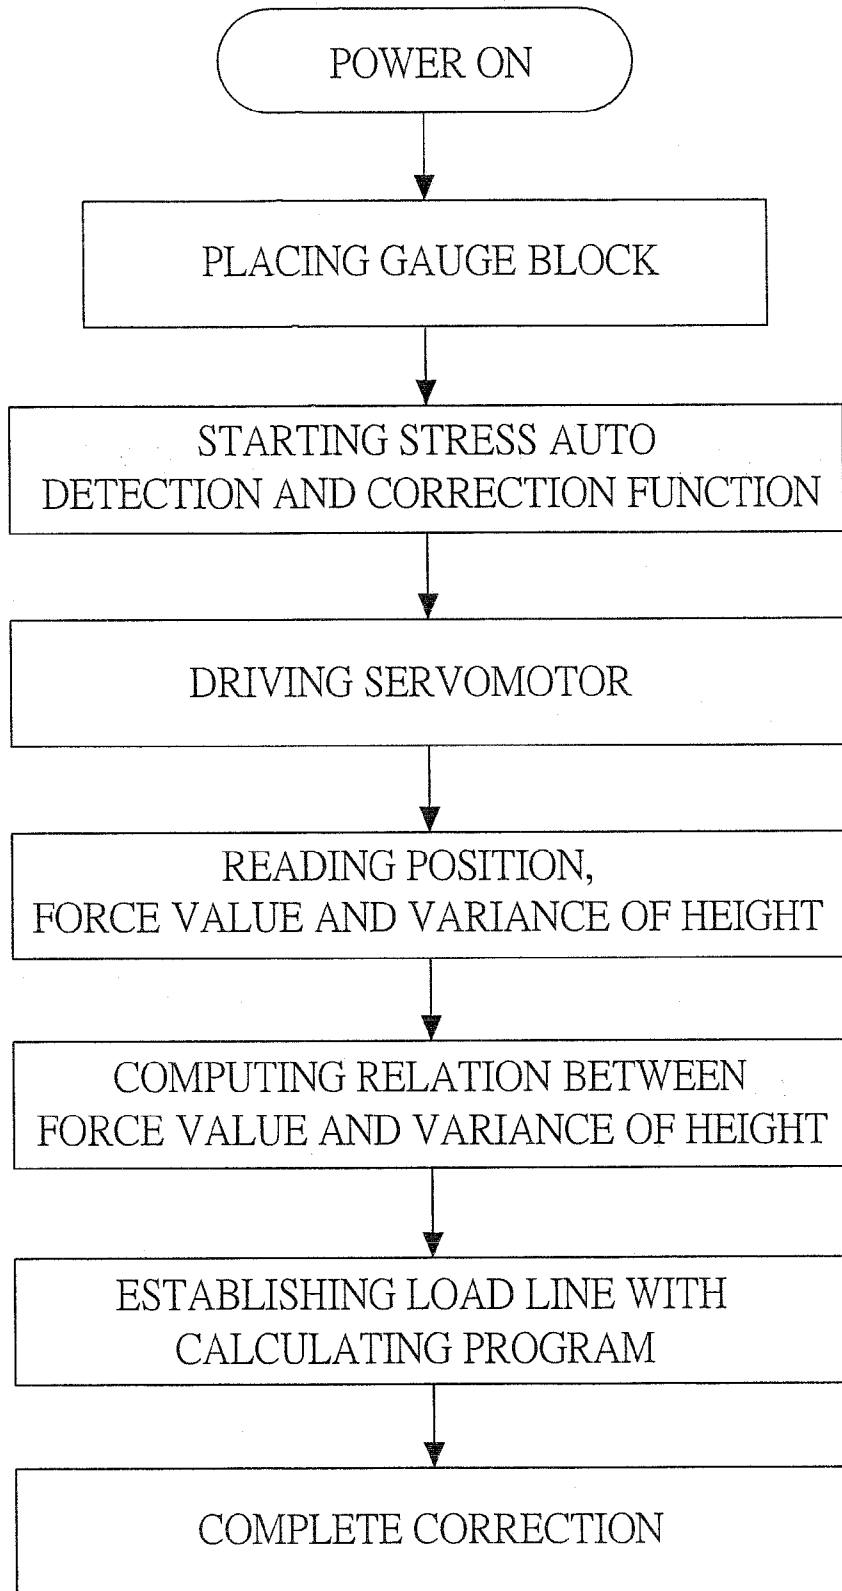 POWER ON
PLACING GAUGE BLOCK
STARTING STRESS AUTO
DETECTION AND CORRECTION FUNCTION
DRIVING SERVOMOTOR
READING POSITION,
FORCE VALUE AND VARIANCE OF HEIGHT
COMPUTING RELATION BETWEEN
FORCE VALUE AND VARIANCE OF HEIGHT
ESTABLISHING LOAD LINE WITH
CALCULATING PROGRAM
COMPLETE CORRECTION